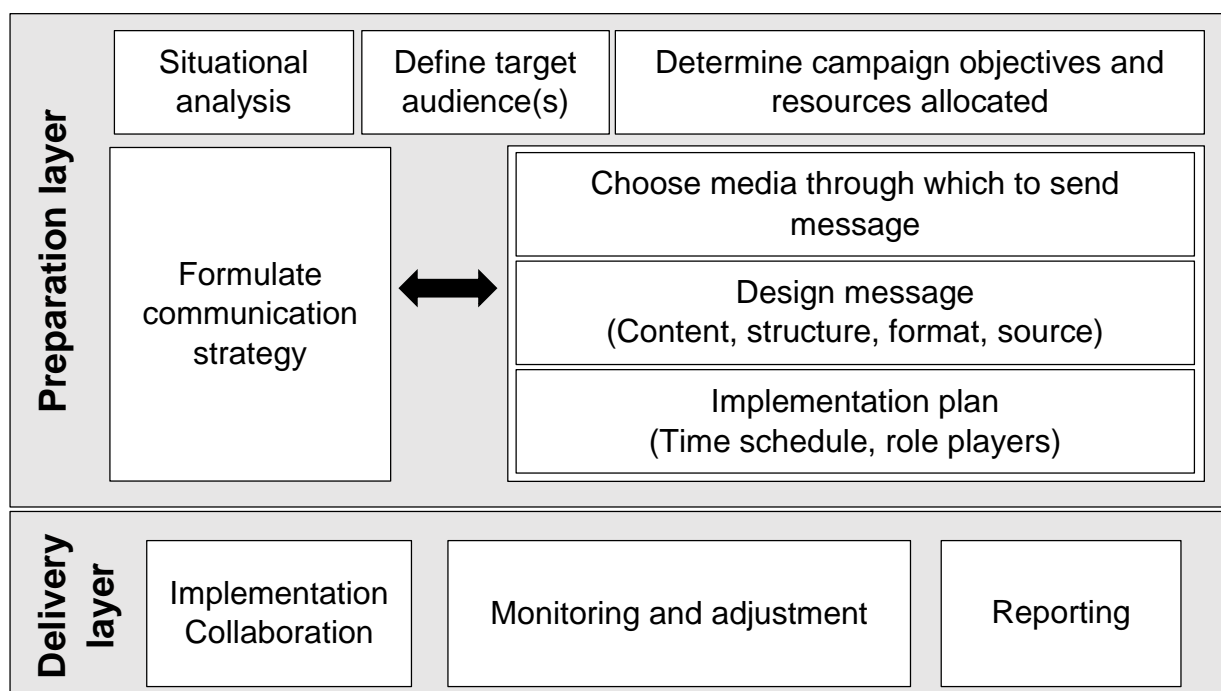 Preparation layer
Situational
analysis
Define target
audience(s)
Determine campaign objectives and
resources allocated
Formulate
communication
strategy
Choose media through which to send
message
Design message
(Content, structure, format, source)
Implementation plan
(Time schedule, role players)
Delivery
layer
Implementation
Collaboration
Monitoring and adjustment
Reporting